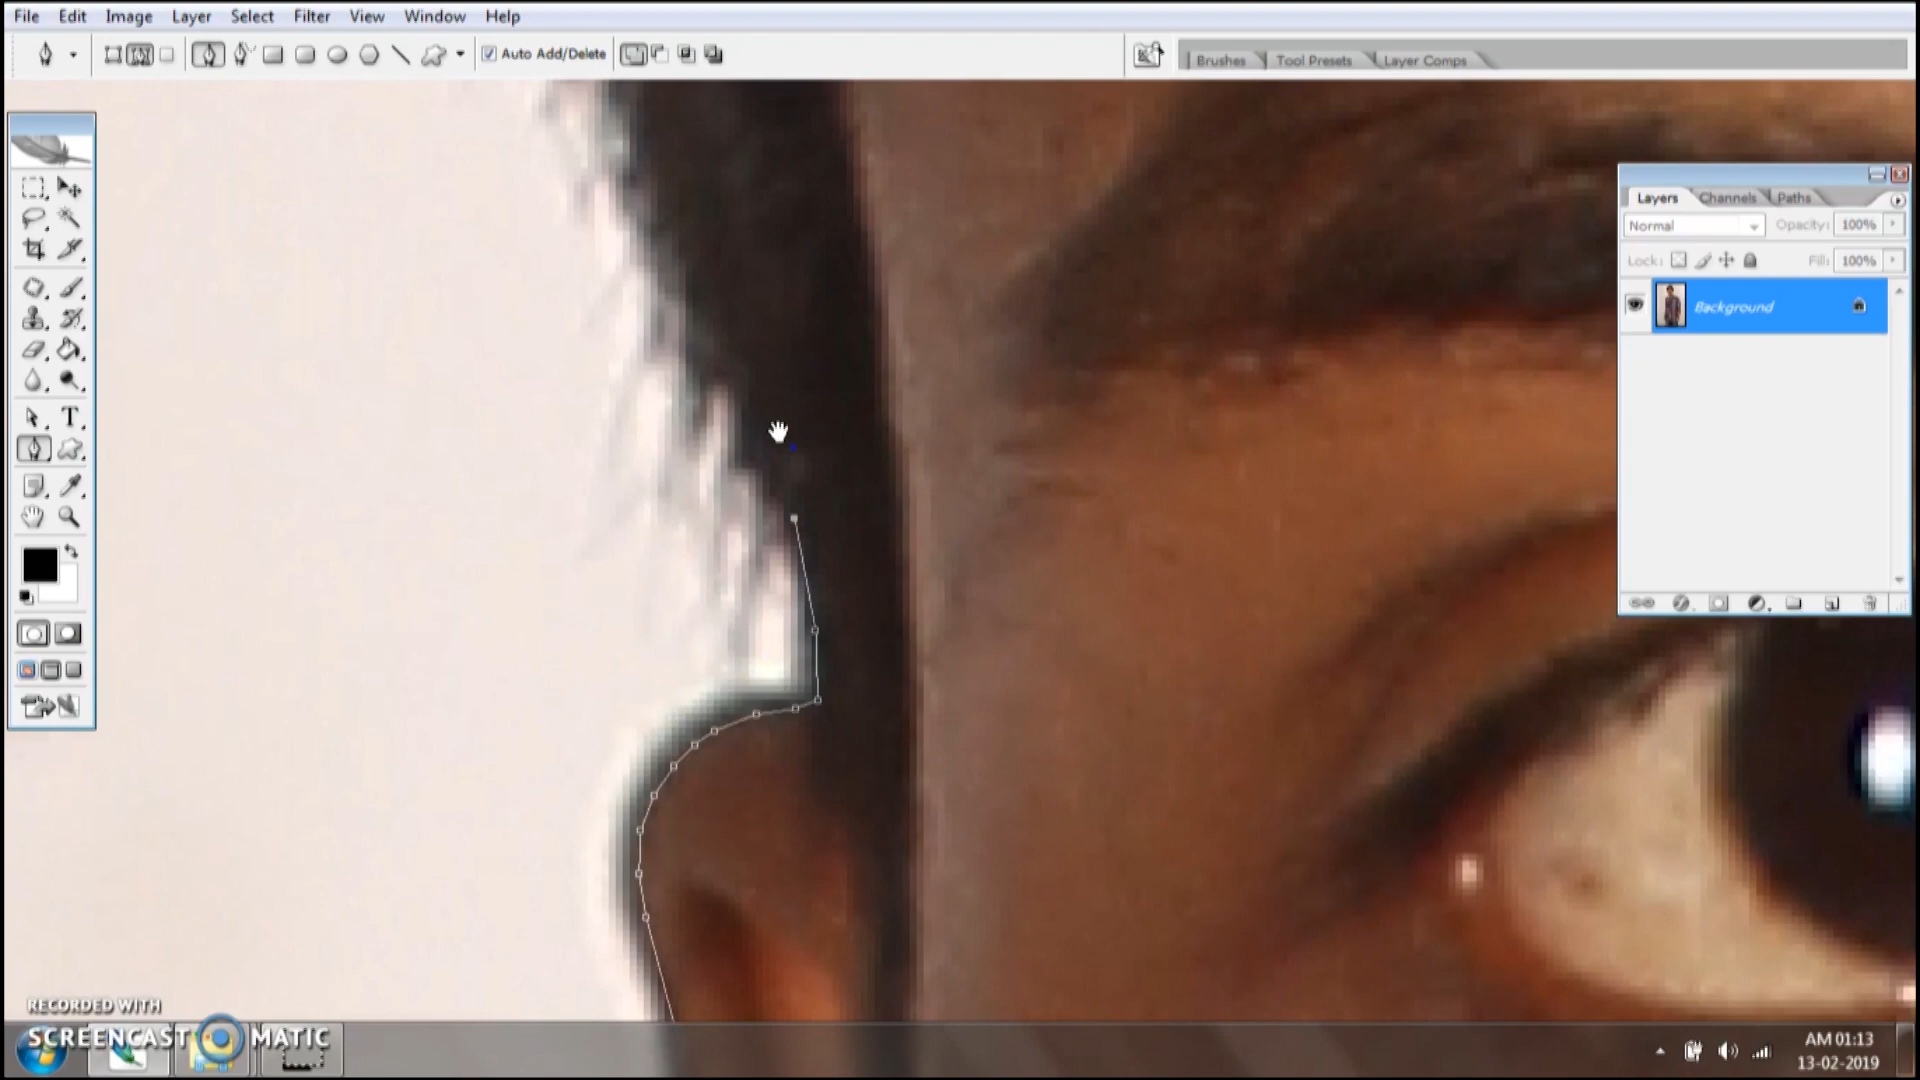 File Edit Image Layer Select Filter View Window Help
Auto Add/Delete
Brushes Tool Presets Layer Comps
Layers Channels Paths
Normal Opacity: 100%
Lock: Fill: 100%
Background
T
RECORDED WITH
SCREENCAST MATIC
AM 01:13
13-02-2019